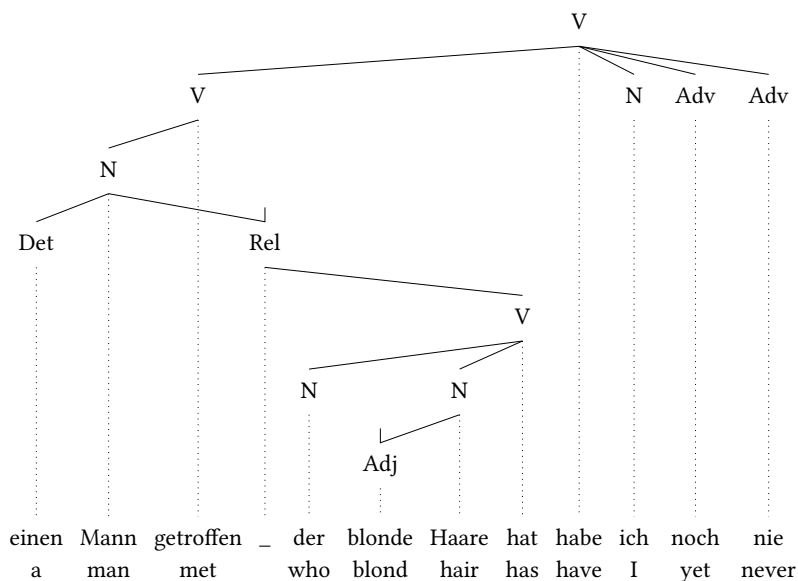 V
V N Adv Adv
N
Det Rel
V
N N
Adj
einen Mann getroffen _ der blonde Haare hat habe ich noch nie
a man met who blond hair has have I yet never